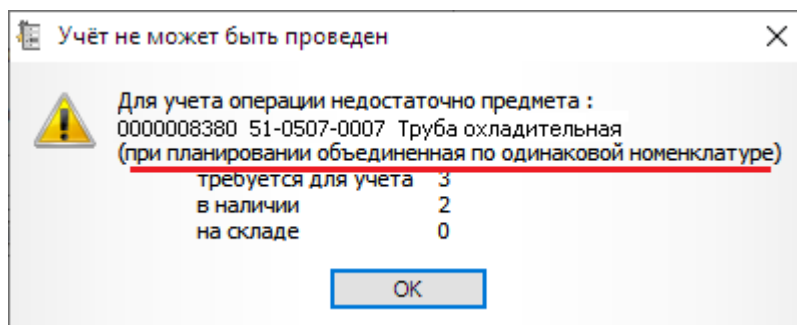 Учёт не может быть проведен
Для учета операции недостаточно предмета :
0000008380 51-0507-0007 Труба охладительная
(при планировании объединенная по одинаковой номенклатуре)
требуется для учета 3
в наличии 2
на складе 0
OK